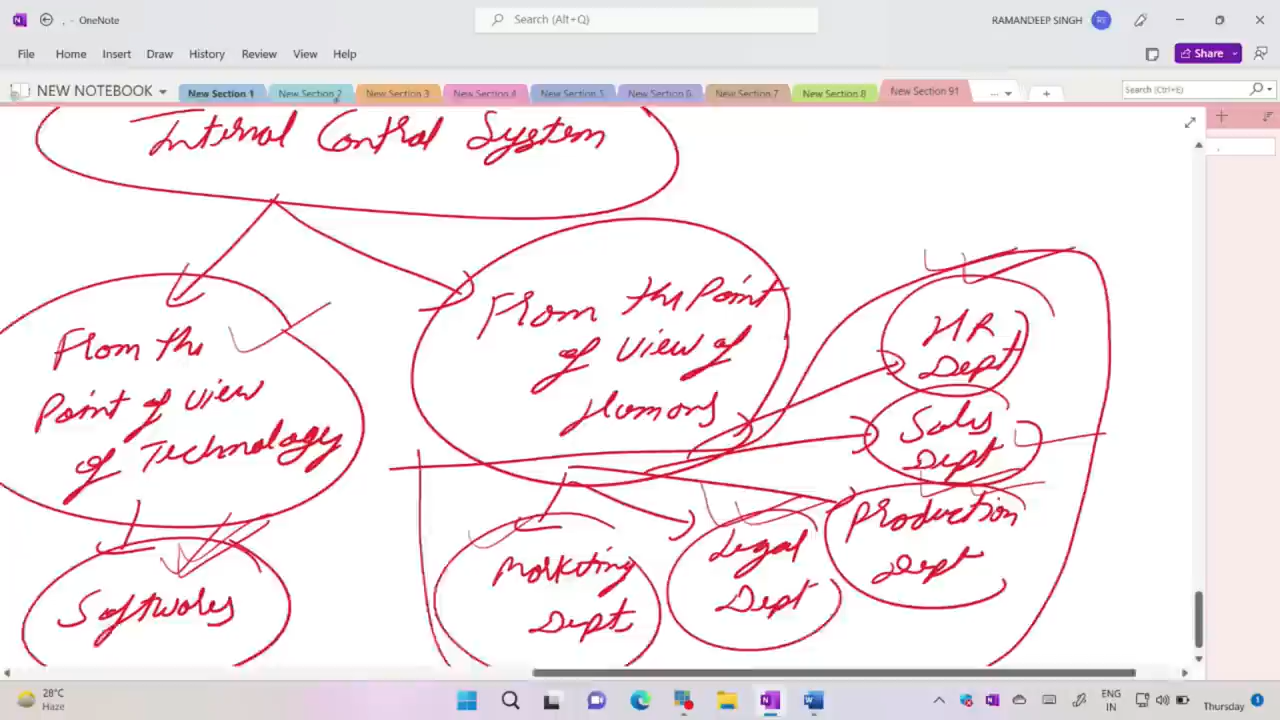 . - OneNote
Search (Alt+Q)
RAMANDEEP SINGH
RS
File Home Insert Draw History Review View Help
Share
NEW NOTEBOOK
New Section 1
New Section 2
New Section 3
New Section 4
New Section 5
New Section 6
New Section 7
New Section 8
New Section 91
...
Search (Ctrl+E)
Internal Control System
From the
Point of View
of Technology
Softwares
From the Point
of View of
Humans
HR
Dept
Sales
Dept
Production
Dept
Legal
Dept
Marketing
Dept
28°C
Haze
ENG
IN
Thursday
1